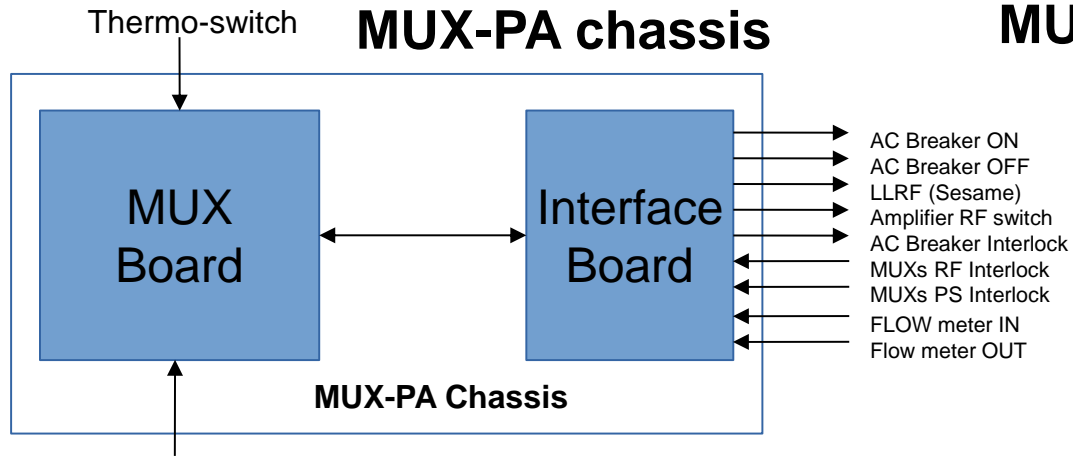 Thermo-switch
MUX-PA chassis
MU
MUX
Board
Interface
Board
AC Breaker ON
AC Breaker OFF
LLRF (Sesame)
Amplifier RF switch
AC Breaker Interlock
MUXs RF Interlock
MUXs PS Interlock
FLOW meter IN
Flow meter OUT
MUX-PA Chassis